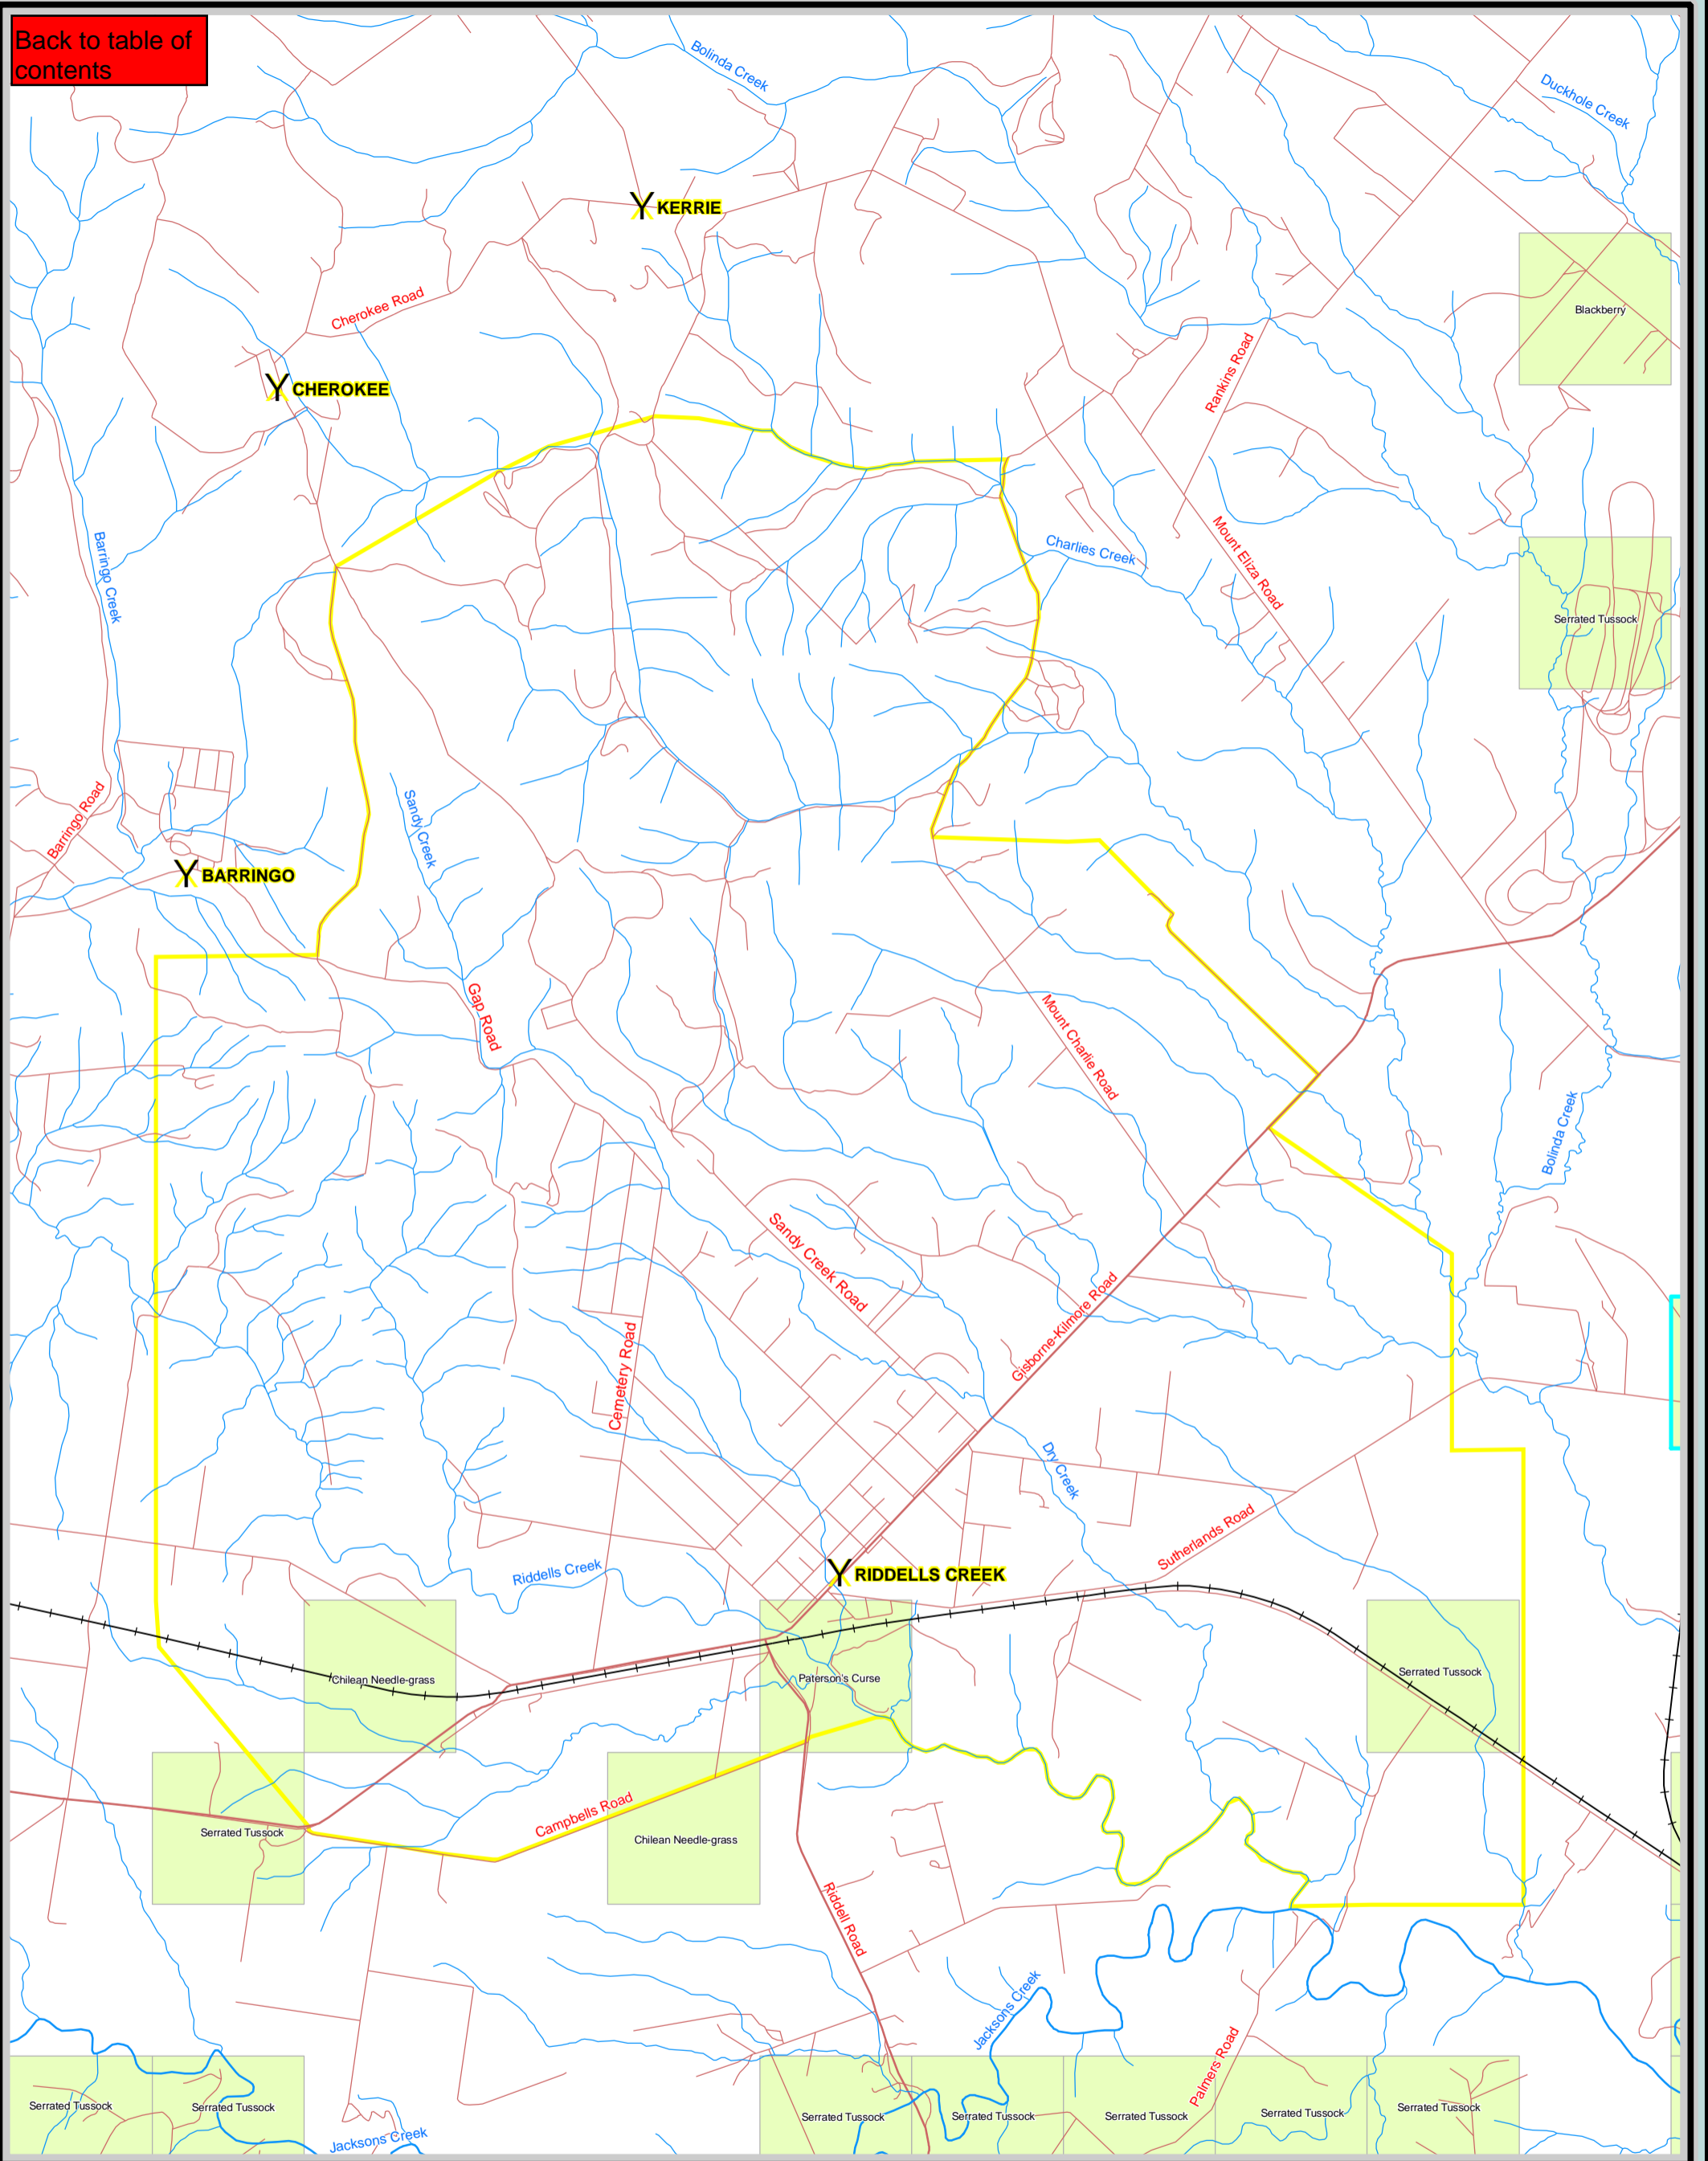 Back to table of
contents
Bolinda Creek
Duckhole Creek
KERRIE
Cherokee Road
Blackberry
Rankins Road
CHEROKEE
Barringo Creek
Charlies Creek
Mount Eliza Road
Serrated Tussock
Barringo Road
Sandy Creek
BARRINGO
Gap Road
Mount Charlie Road
Bolinda Creek
Sandy Creek Road
Gisborne-Kilmore Road
Cemetery Road
Dry Creek
Sutherlands Road
Riddells Creek
RIDDELLS CREEK
Chilean Needle-grass
Paterson's Curse
Serrated Tussock
Campbells Road
Serrated Tussock
Chilean Needle-grass
Riddell Road
Jacksons Creek
Palmers Road
Serrated Tussock
Serrated Tussock
Serrated Tussock
Serrated Tussock
Serrated Tussock
Serrated Tussock
Serrated Tussock
Jacksons Creek